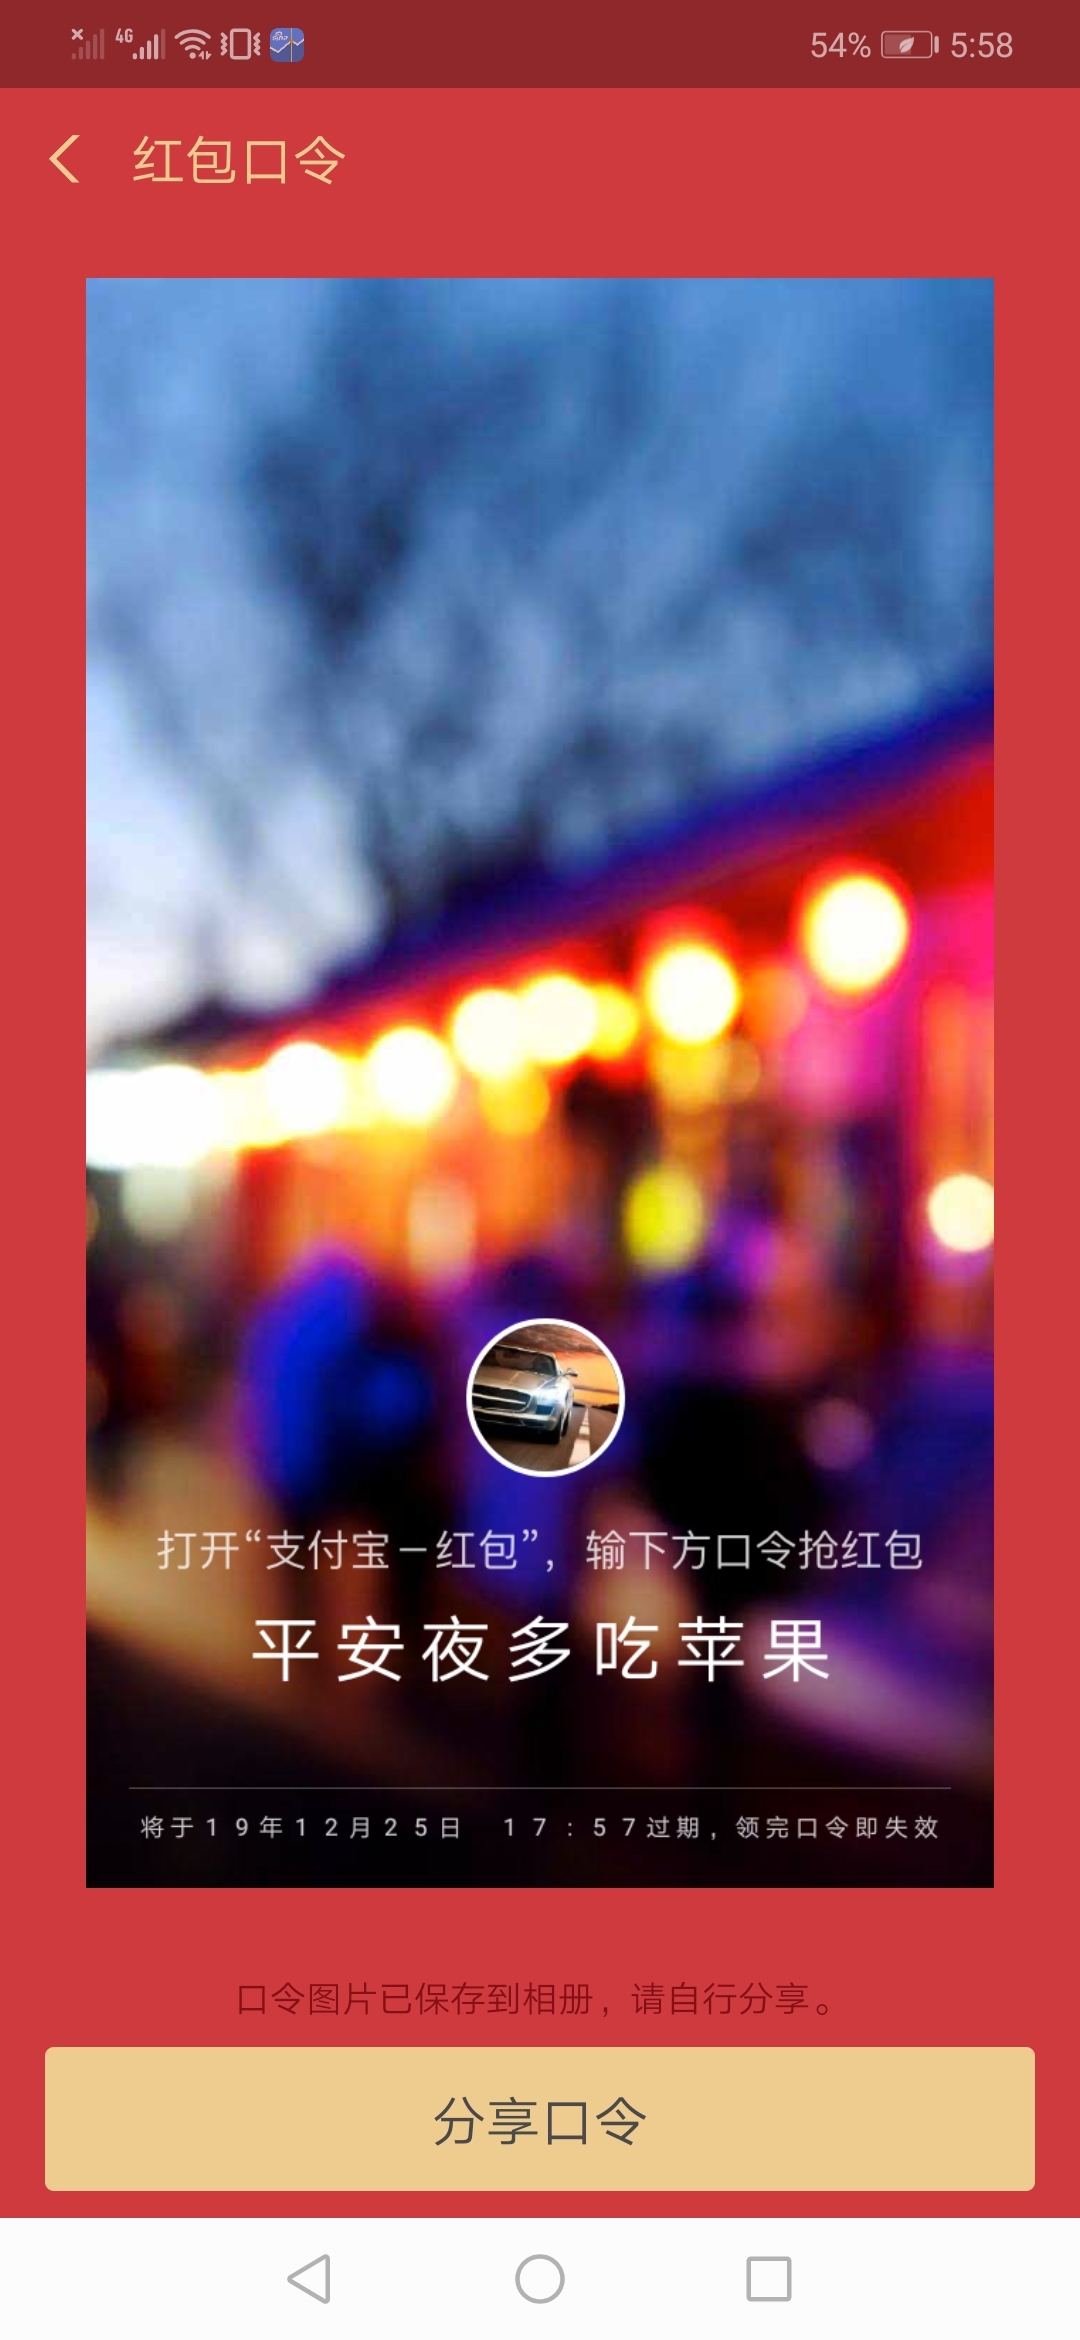 4G 54% 5:58
红包口令
打开“支付宝－红包”，输下方口令抢红包
平安夜多吃苹果
将于19年12月25日 17:57过期，领完口令即失效
口令图片已保存到相册，请自行分享。
分享口令